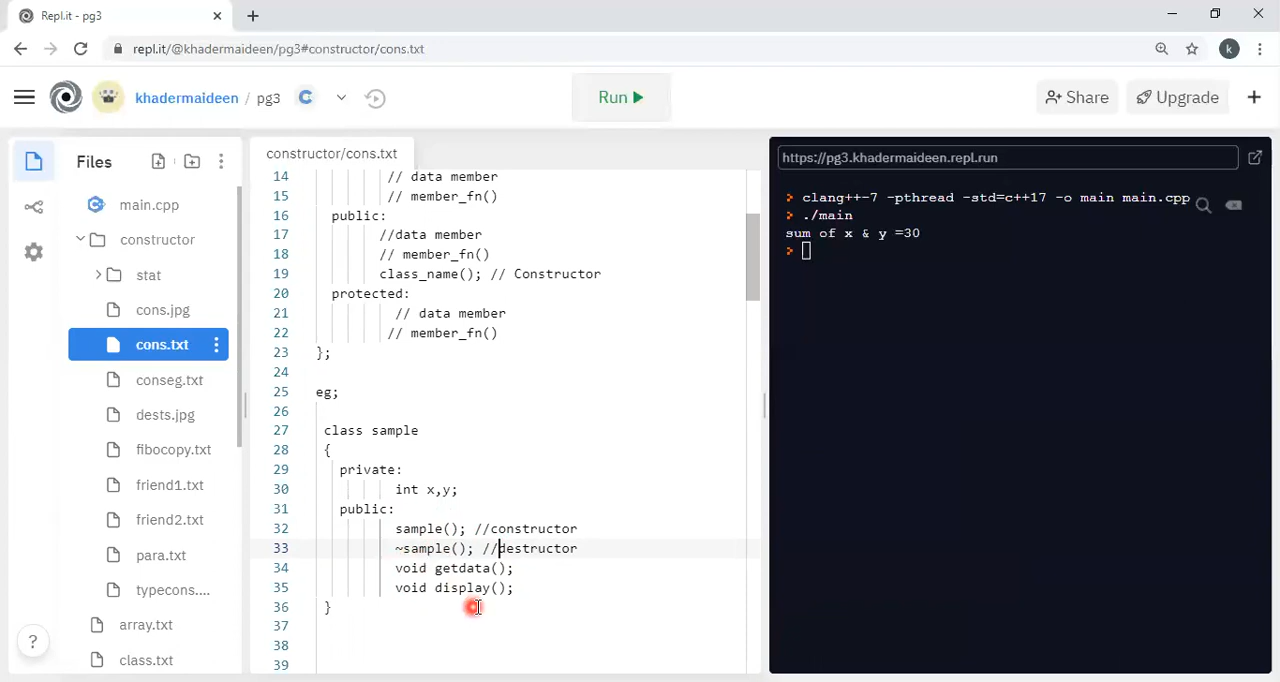 Repl.it - pg3
repl.it/@khadermaideen/pg3#constructor/cons.txt
k
khadermaideen / pg3
Run
Share
Upgrade
Files
main.cpp
constructor
stat
cons.jpg
cons.txt
conseg.txt
dests.jpg
fibocopy.txt
friend1.txt
friend2.txt
para.txt
typecons....
array.txt
class.txt
?
constructor/cons.txt
14 // data member
15 // member_fn()
16 public:
17 //data member
18 // member_fn()
19 class_name(); // Constructor
20 protected:
21 // data member
22 // member_fn()
23 };
24
25 eg;
26
27 class sample
28 {
29 private:
30 int x,y;
31 public:
32 sample(); //constructor
33 ~sample(); //destructor
34 void getdata();
35 void display();
36 }
37
38
39
https://pg3.khadermaideen.repl.run
clang++-7 -pthread -std=c++17 -o main main.cpp
./main
sum of x & y =30